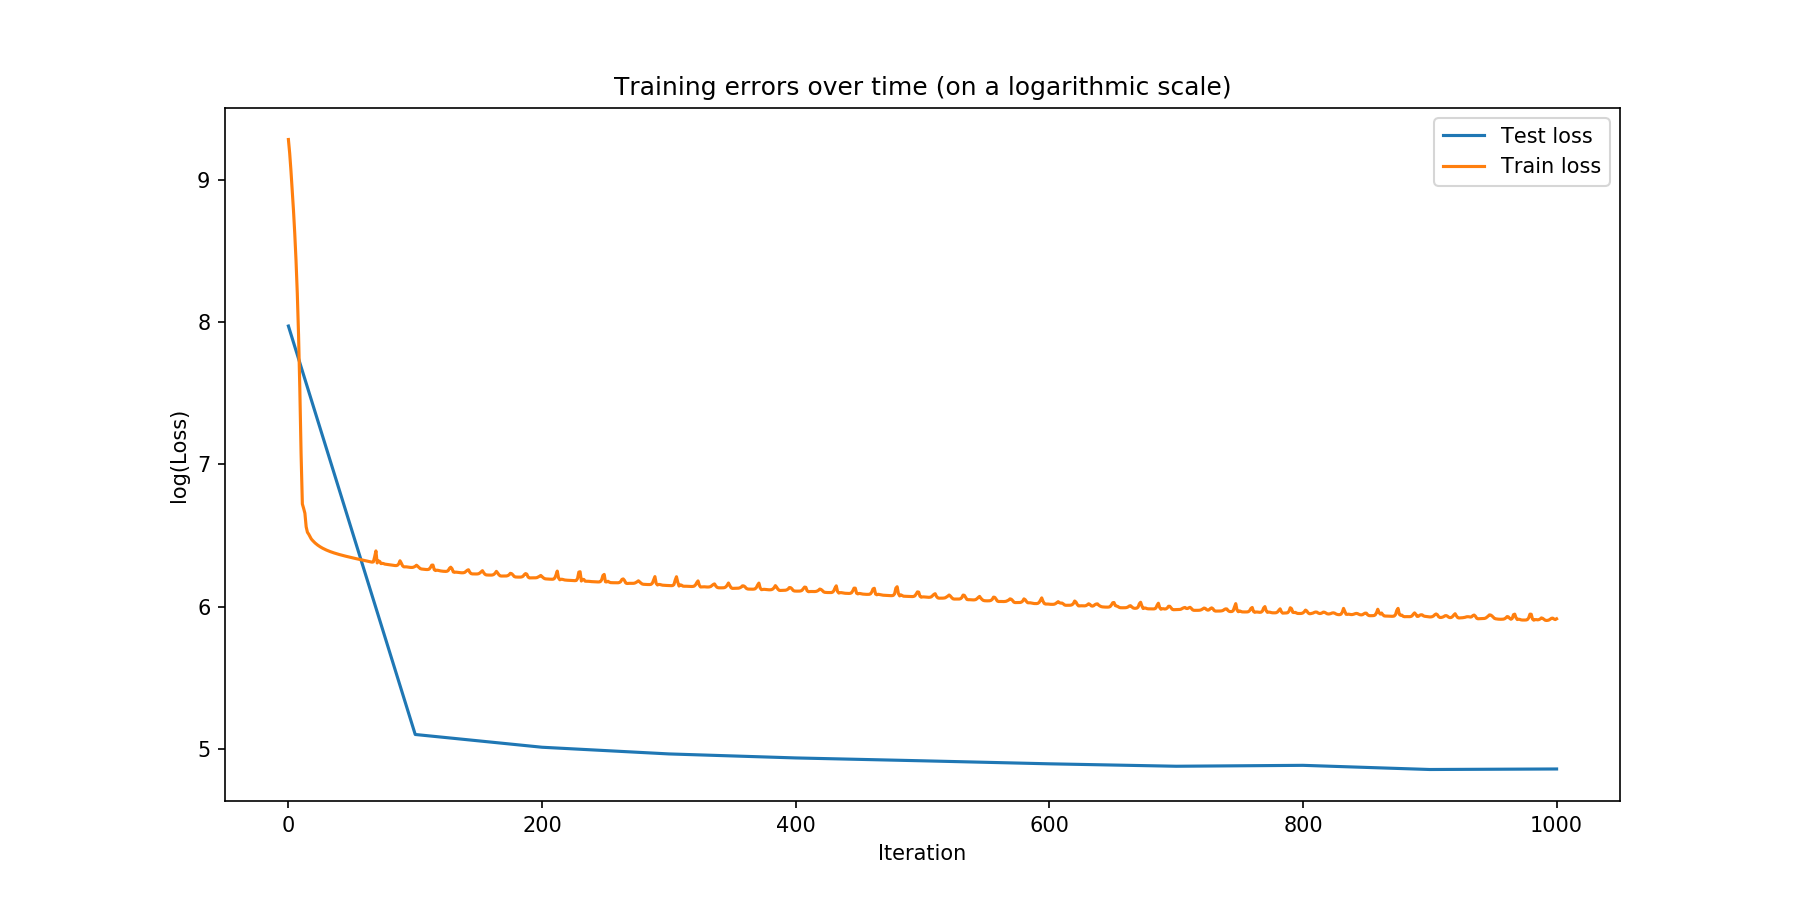 Training errors over time (on a logarithmic scale)
Test loss
Train loss
9
8
7
6
5
log(Loss)
0 200 400 600 800 1000
Iteration